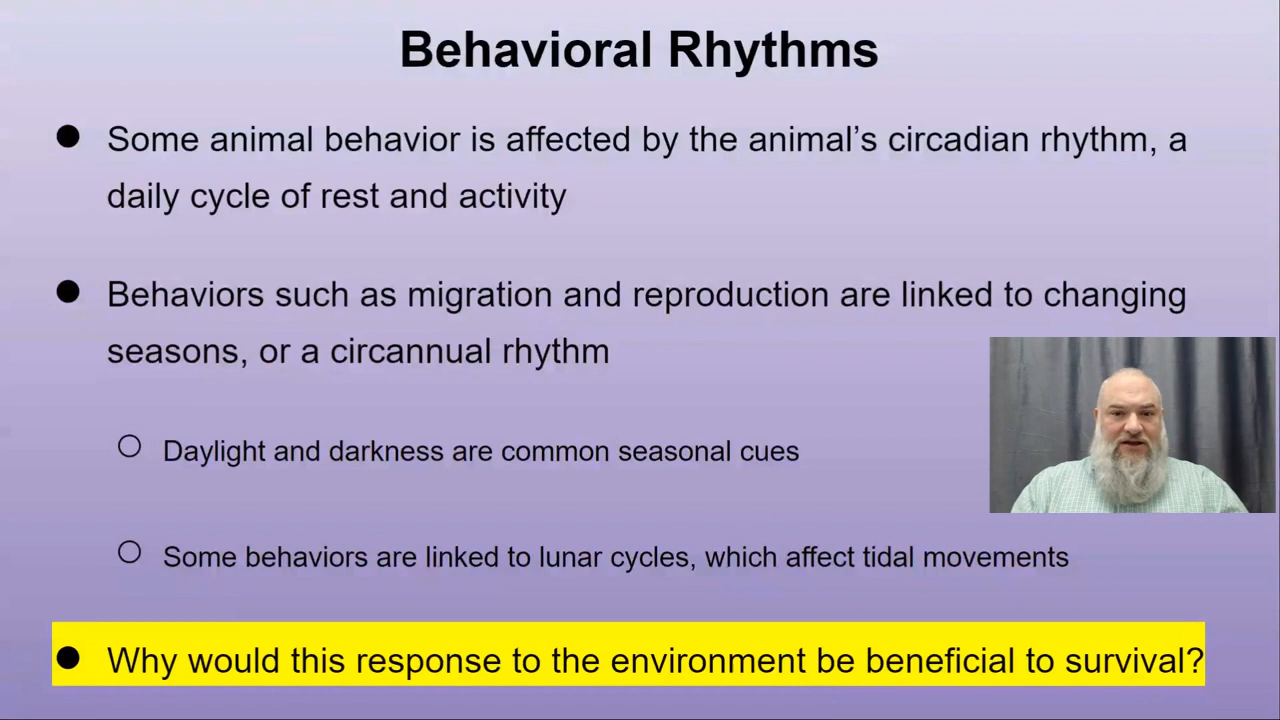 Behavioral Rhythms
● Some animal behavior is affected by the animal’s circadian rhythm, a
daily cycle of rest and activity
● Behaviors such as migration and reproduction are linked to changing
seasons, or a circannual rhythm
○ Daylight and darkness are common seasonal cues
○ Some behaviors are linked to lunar cycles, which affect tidal movements
● Why would this response to the environment be beneficial to survival?